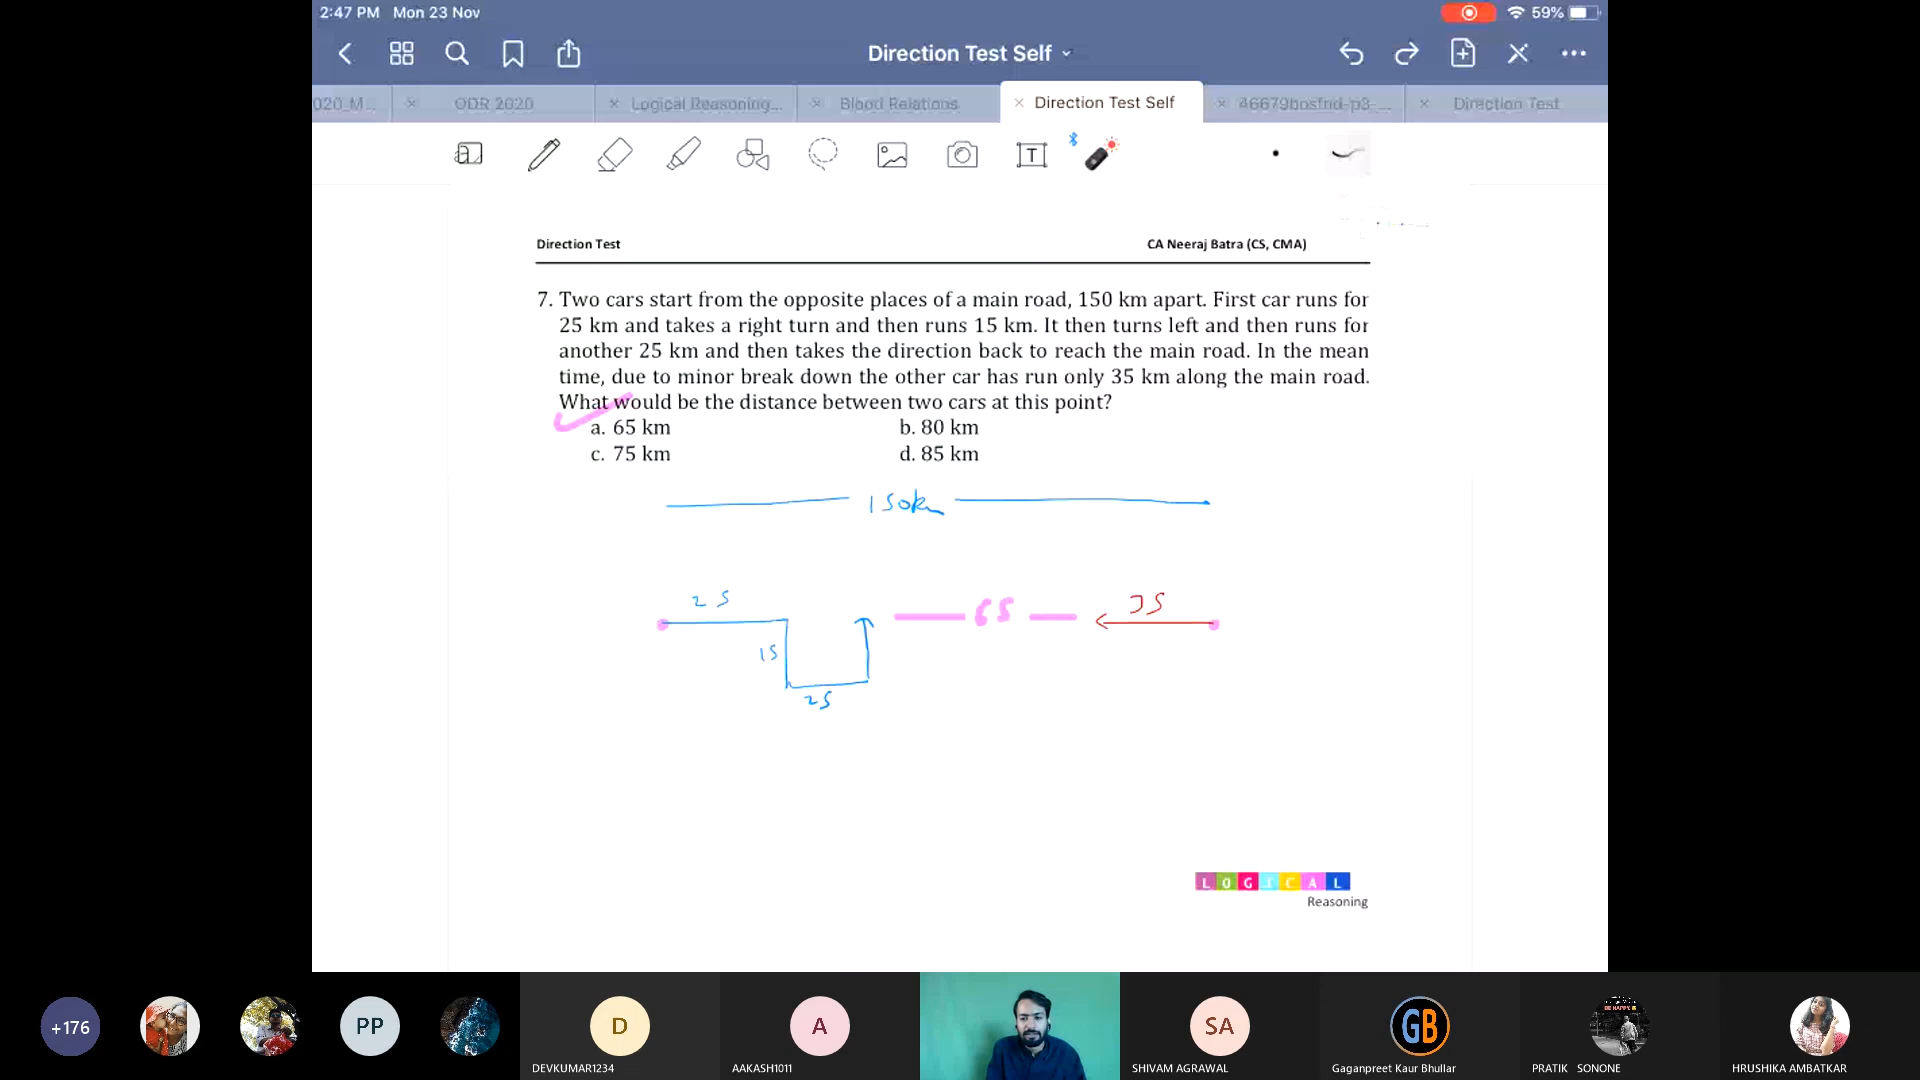 2:47 PM Mon 23 Nov
59%
Direction Test Self
020_M...
ODR 2020
Logical Reasoning...
Blood Relations
Direction Test Self
Direction Test
Direction Test
CA Neeraj Batra (CS, CMA)
7. Two cars start from the opposite places of a main road, 150 km apart. First car runs for
25 km and takes a right turn and then runs 15 km. It then turns left and then runs for
another 25 km and then takes the direction back to reach the main road. In the mean
time, due to minor break down the other car has run only 35 km along the main road.
What would be the distance between two cars at this point?
a. 65 km
b. 80 km
c. 75 km
d. 85 km
150km
25
65
35
15
25
LOGICAL
Reasoning
+176
PP
D
A
SA
GB
DEVKUMAR1234
AAKASH1011
SHIVAM AGRAWAL
Gaganpreet Kaur Bhullar
PRATIK SONONE
HRUSHIKA AMBATKAR